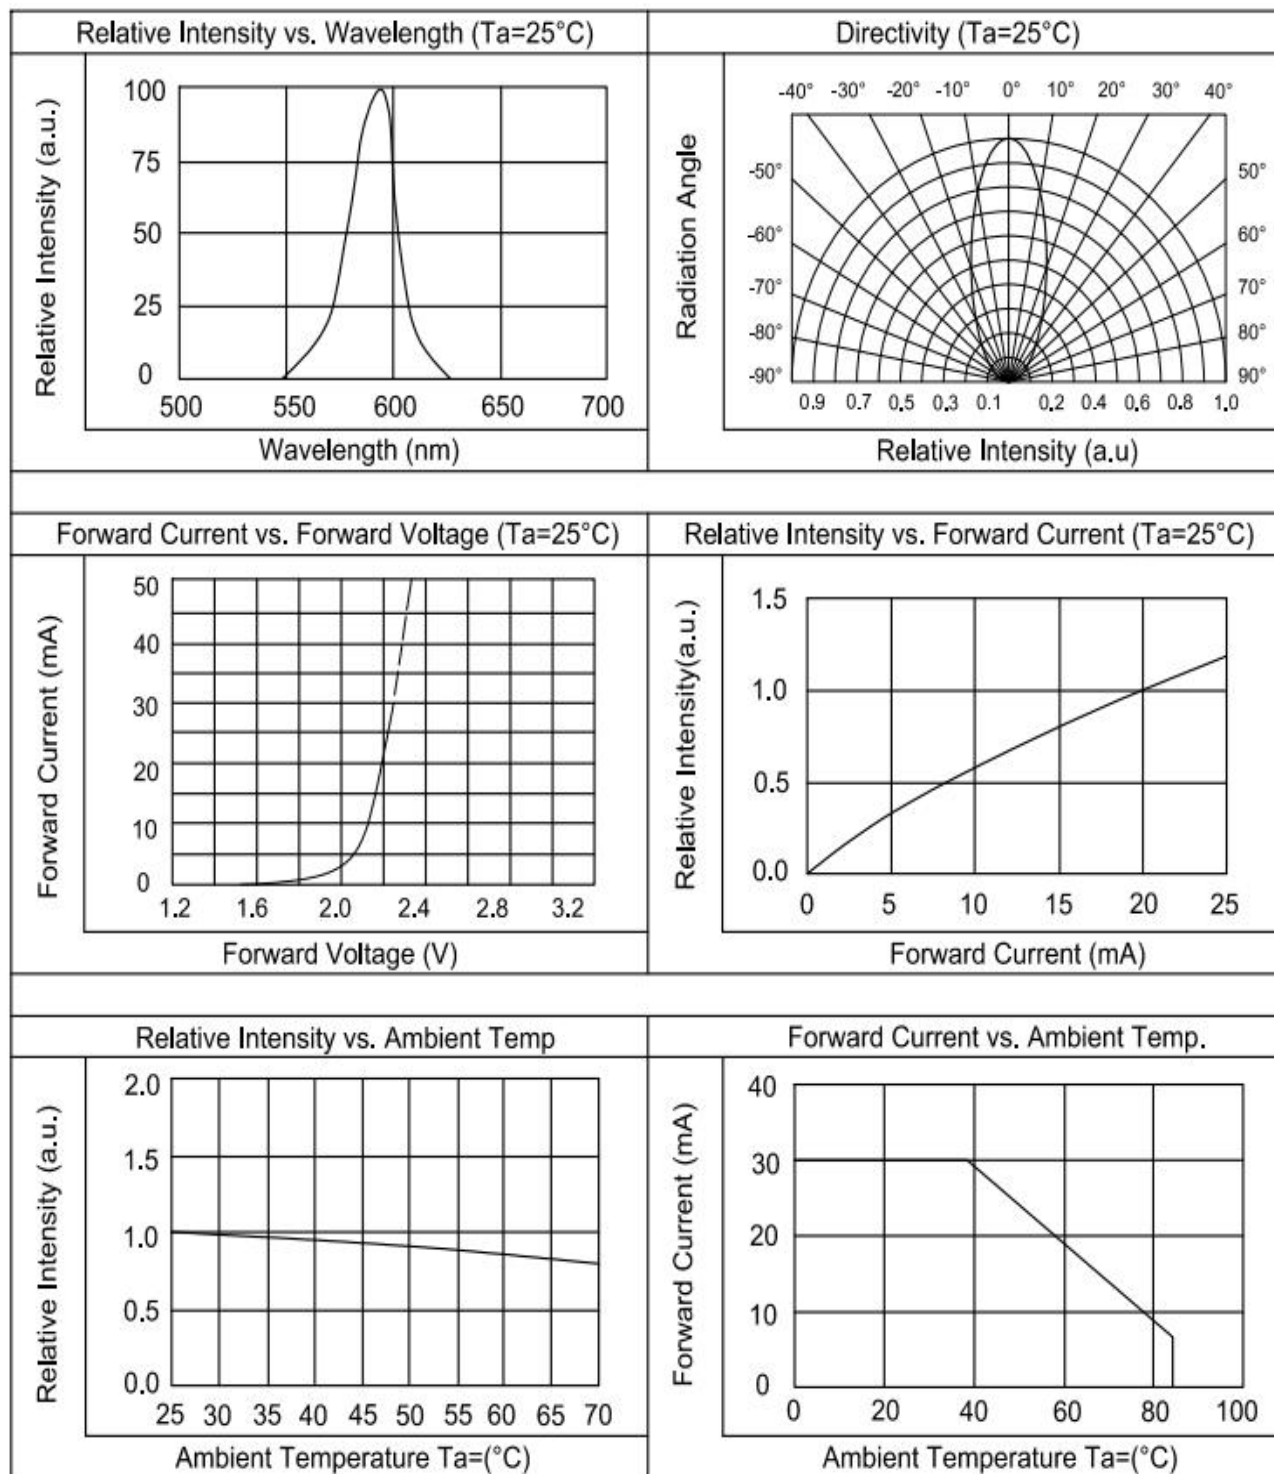 Relative Intensity vs. Wavelength (Ta=25°C)
Relative Intensity (a.u.)
100
75
50
25
0
500 550 600 650 700
Wavelength (nm)
Directivity (Ta=25°C)
Radiation Angle
-40° -30° -20° -10° 0° 10° 20° 30° 40°
-50° 50°
-60° 60°
-70° 70°
-80° 80°
-90° 90°
0.9 0.7 0.5 0.3 0.1 0.2 0.4 0.6 0.8 1.0
Relative Intensity (a.u)
Forward Current vs. Forward Voltage (Ta=25°C)
Forward Current (mA)
50
40
30
20
10
0
1.2 1.6 2.0 2.4 2.8 3.2
Forward Voltage (V)
Relative Intensity vs. Forward Current (Ta=25°C)
Relative Intensity(a.u.)
1.5
1.0
0.5
0.0
0 5 10 15 20 25
Forward Current (mA)
Relative Intensity vs. Ambient Temp
Relative Intensity (a.u.)
2.0
1.5
1.0
0.5
0.0
25 30 35 40 45 50 55 60 65 70
Ambient Temperature Ta=(°C)
Forward Current vs. Ambient Temp.
Forward Current (mA)
40
30
20
10
0
0 20 40 60 80 100
Ambient Temperature Ta=(°C)